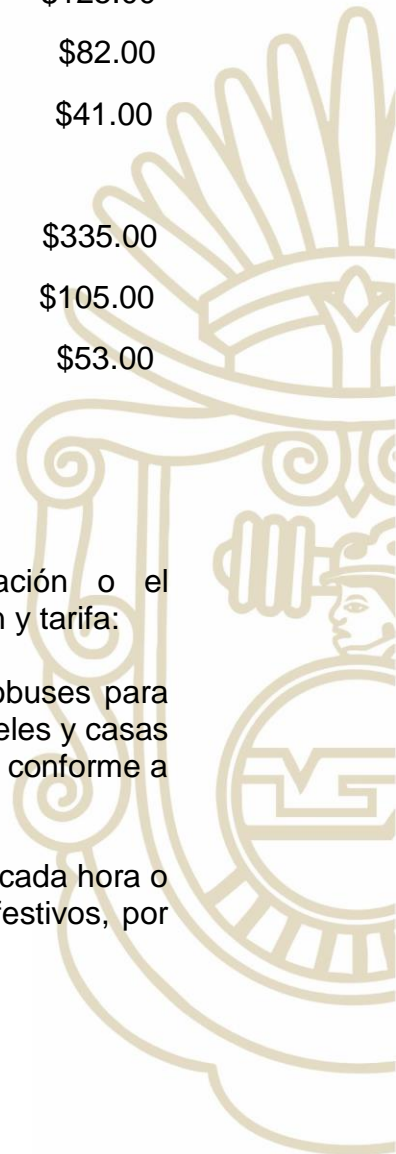 $82.00
$41.00
$335.00
$105.00
$53.00
ación o el
n y tarifa:
obuses para
eles y casas
conforme a
cada hora o
festivos, por